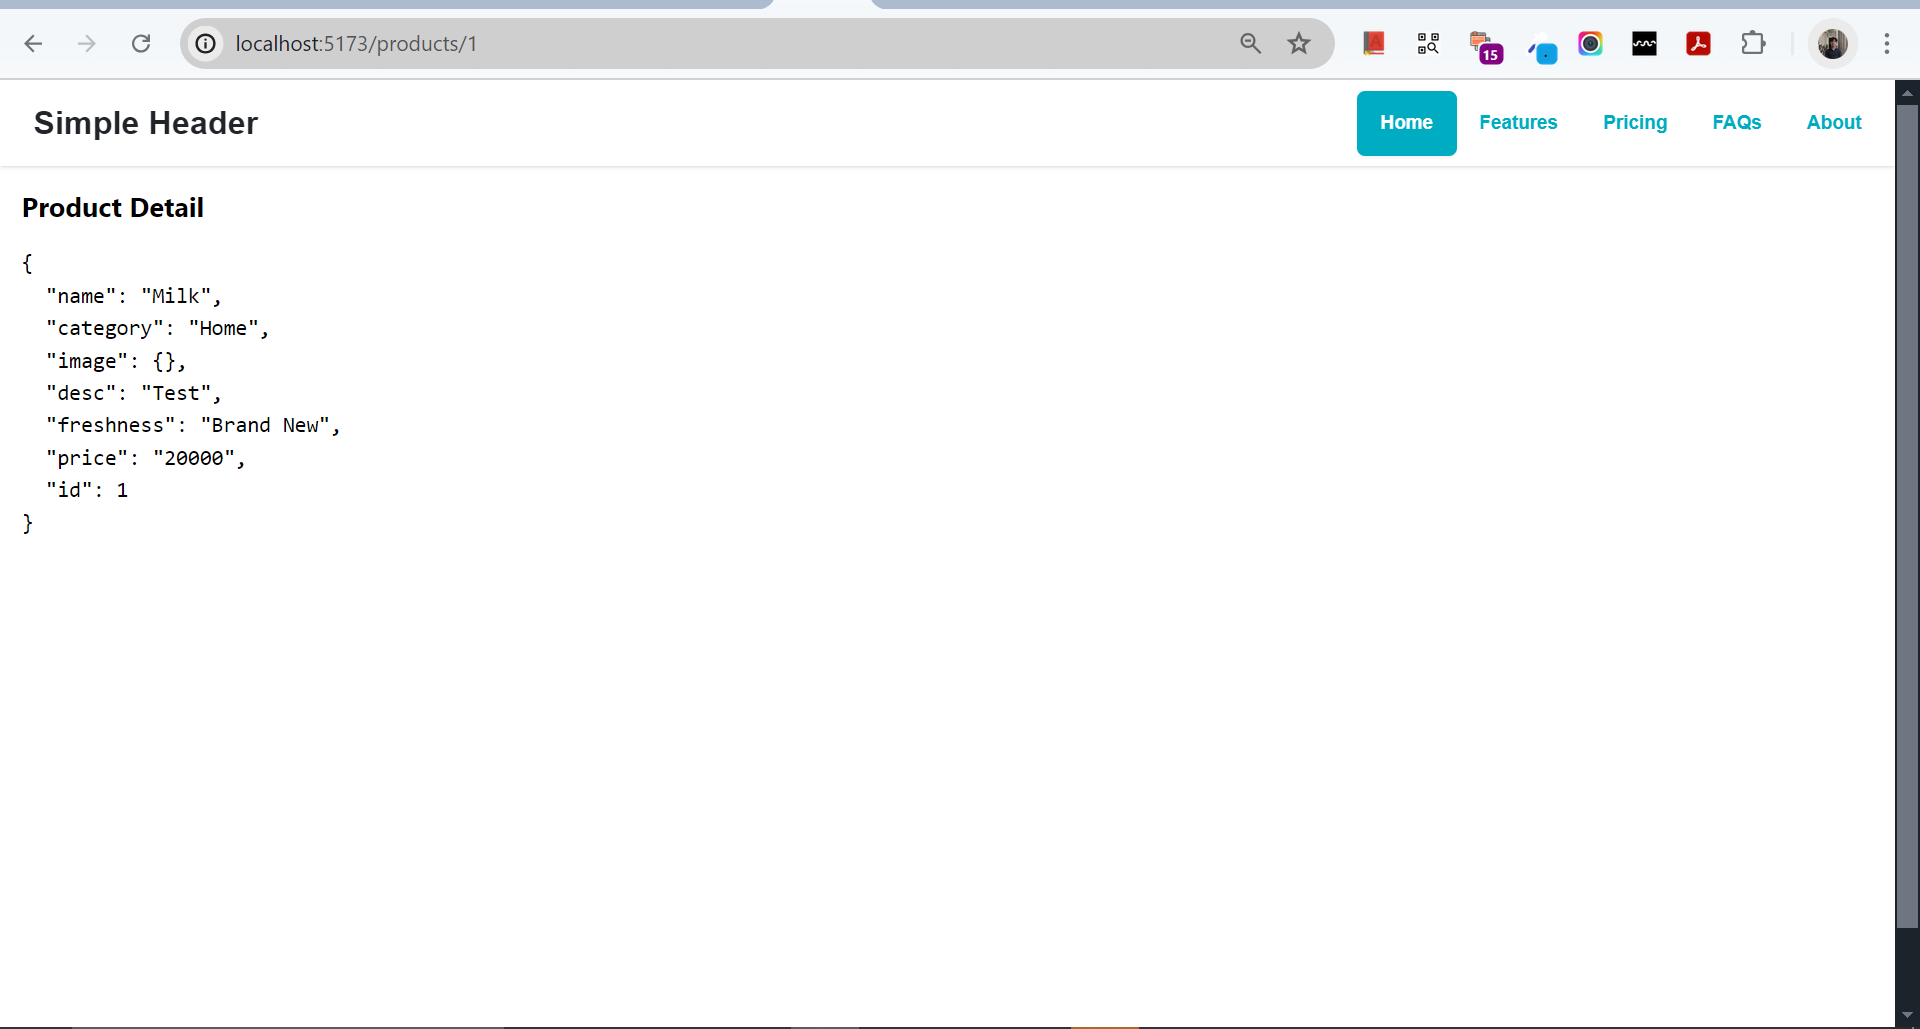 localhost:5173/products/1
15
Simple Header
Home Features Pricing FAQs About
Product Detail
{
"name": "Milk",
"category": "Home",
"image": {},
"desc": "Test",
"freshness": "Brand New",
"price": "20000",
"id": 1
}